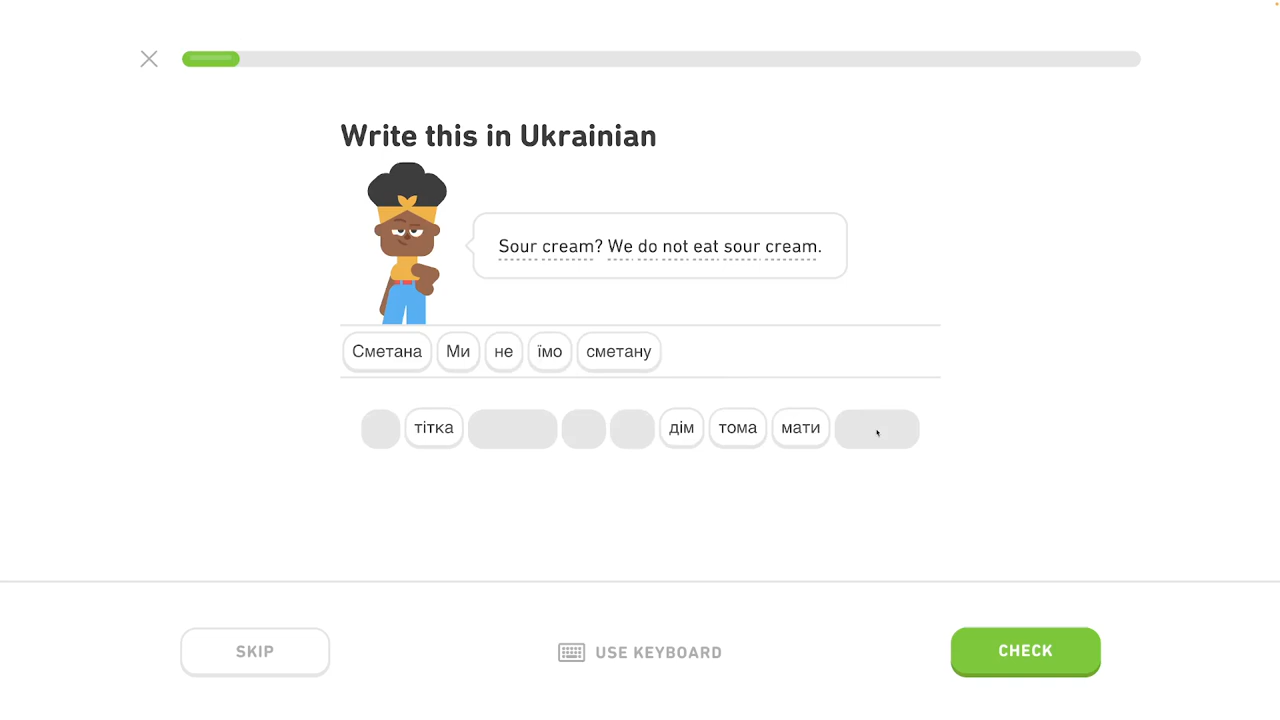 Write this in Ukrainian
Sour cream? We do not eat sour cream.
Сметана Ми не їмо сметану
тітка дім тома мати
SKIP USE KEYBOARD CHECK